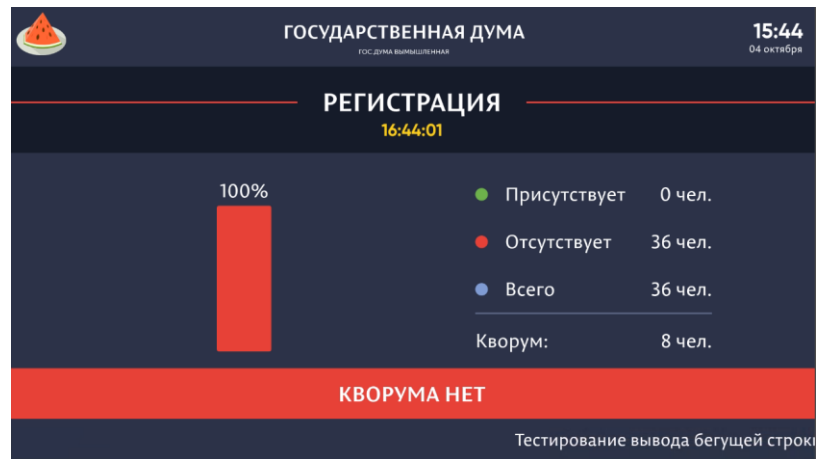 ГОСУДАРСТВЕННАЯ ДУМА
ГОС.ДУМА ВЫМЫШЛЕННАЯ
15:44
04 октября
РЕГИСТРАЦИЯ
16:44:01
100%
Присутствует 0 чел.
Отсутствует 36 чел.
Всего 36 чел.
Кворум: 8 чел.
КВОРУМА НЕТ
Тестирование вывода бегущей строк